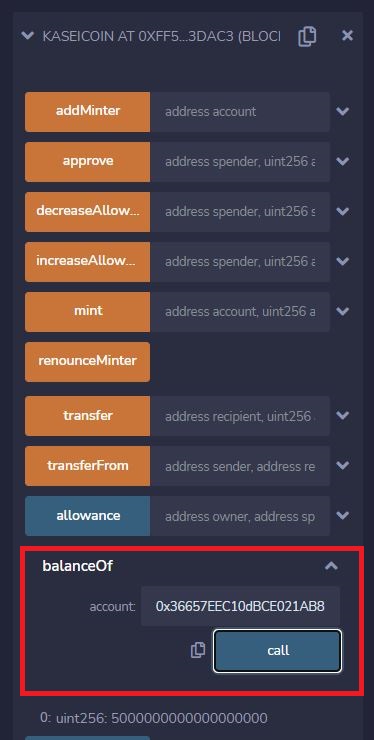 KASEICOIN AT 0XFF5...3DAC3 (BLOCI
addMinter address account
approve address spender, uint256 a
decreaseAllow... address spender, uint256 s
increaseAllow... address spender, uint256 a
mint address account, uint256 a
renounceMinter
transfer address recipient, uint256
transferFrom address sender, address re
allowance address owner, address sp
balanceOf
account: 0x36657EEC10dBCE021AB8
call
0: uint256: 5000000000000000000